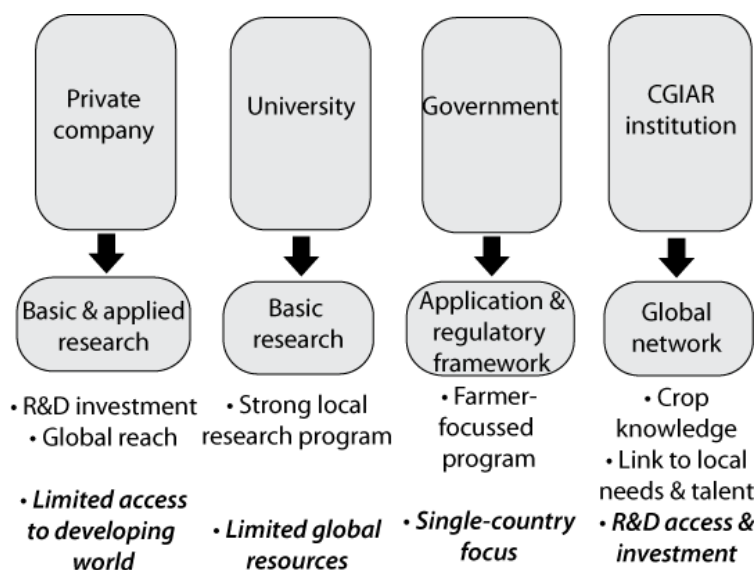 Private
company
University
Government
CGIAR
institution
Basic & applied
research
Basic
research
Application &
regulatory
framework
Global
network
• R&D investment
• Global reach
• Limited access
to developing
world
• Strong local
research program
• Limited global
resources
• Farmer-
focussed
program
• Single-country
focus
• Crop
knowledge
• Link to local
needs & talent
• R&D access &
investment